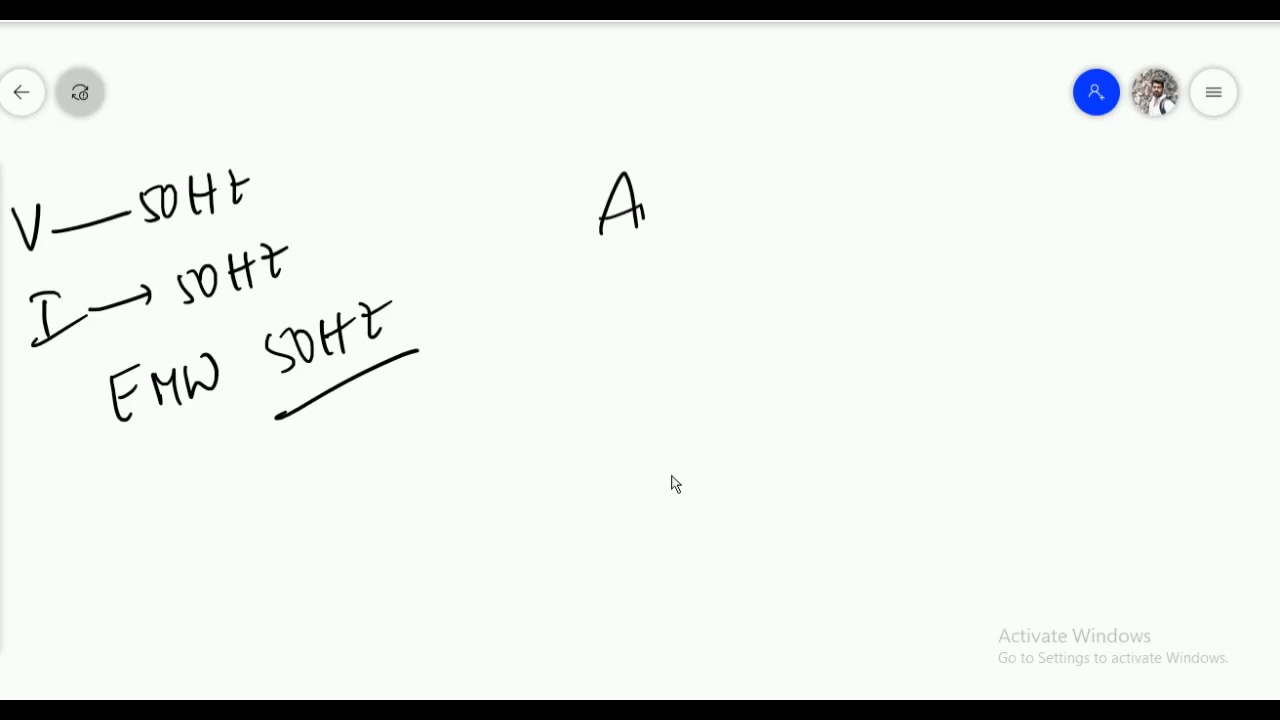 V — 50Hz
I → 50Hz
EMW 50Hz
A
Activate Windows
Go to Settings to activate Windows.